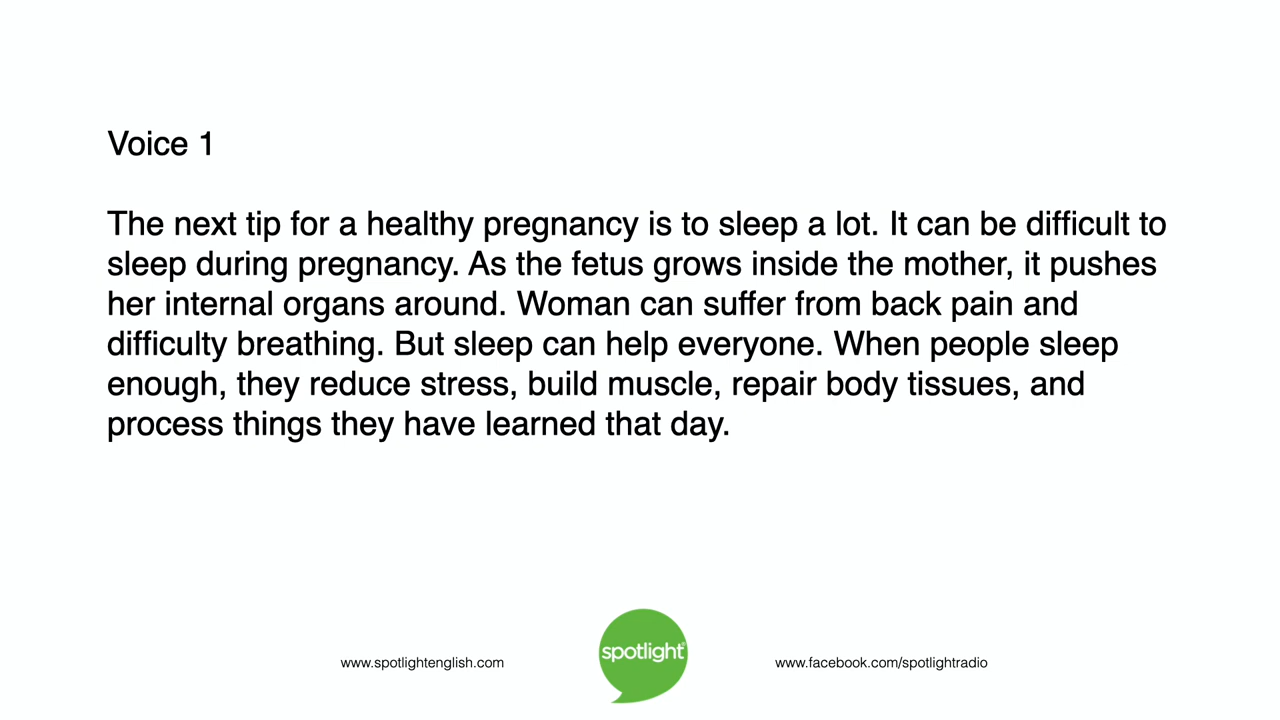 Voice 1
The next tip for a healthy pregnancy is to sleep a lot. It can be difficult to
sleep during pregnancy. As the fetus grows inside the mother, it pushes
her internal organs around. Woman can suffer from back pain and
difficulty breathing. But sleep can help everyone. When people sleep
enough, they reduce stress, build muscle, repair body tissues, and
process things they have learned that day.
www.spotlightenglish.com
spotlight®
www.facebook.com/spotlightradio